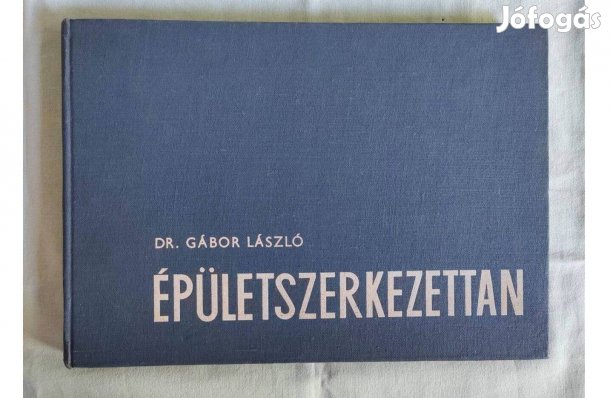 Jófogás
DR. GÁBOR LÁSZLÓ
ÉPÜLETSZERKEZETTAN